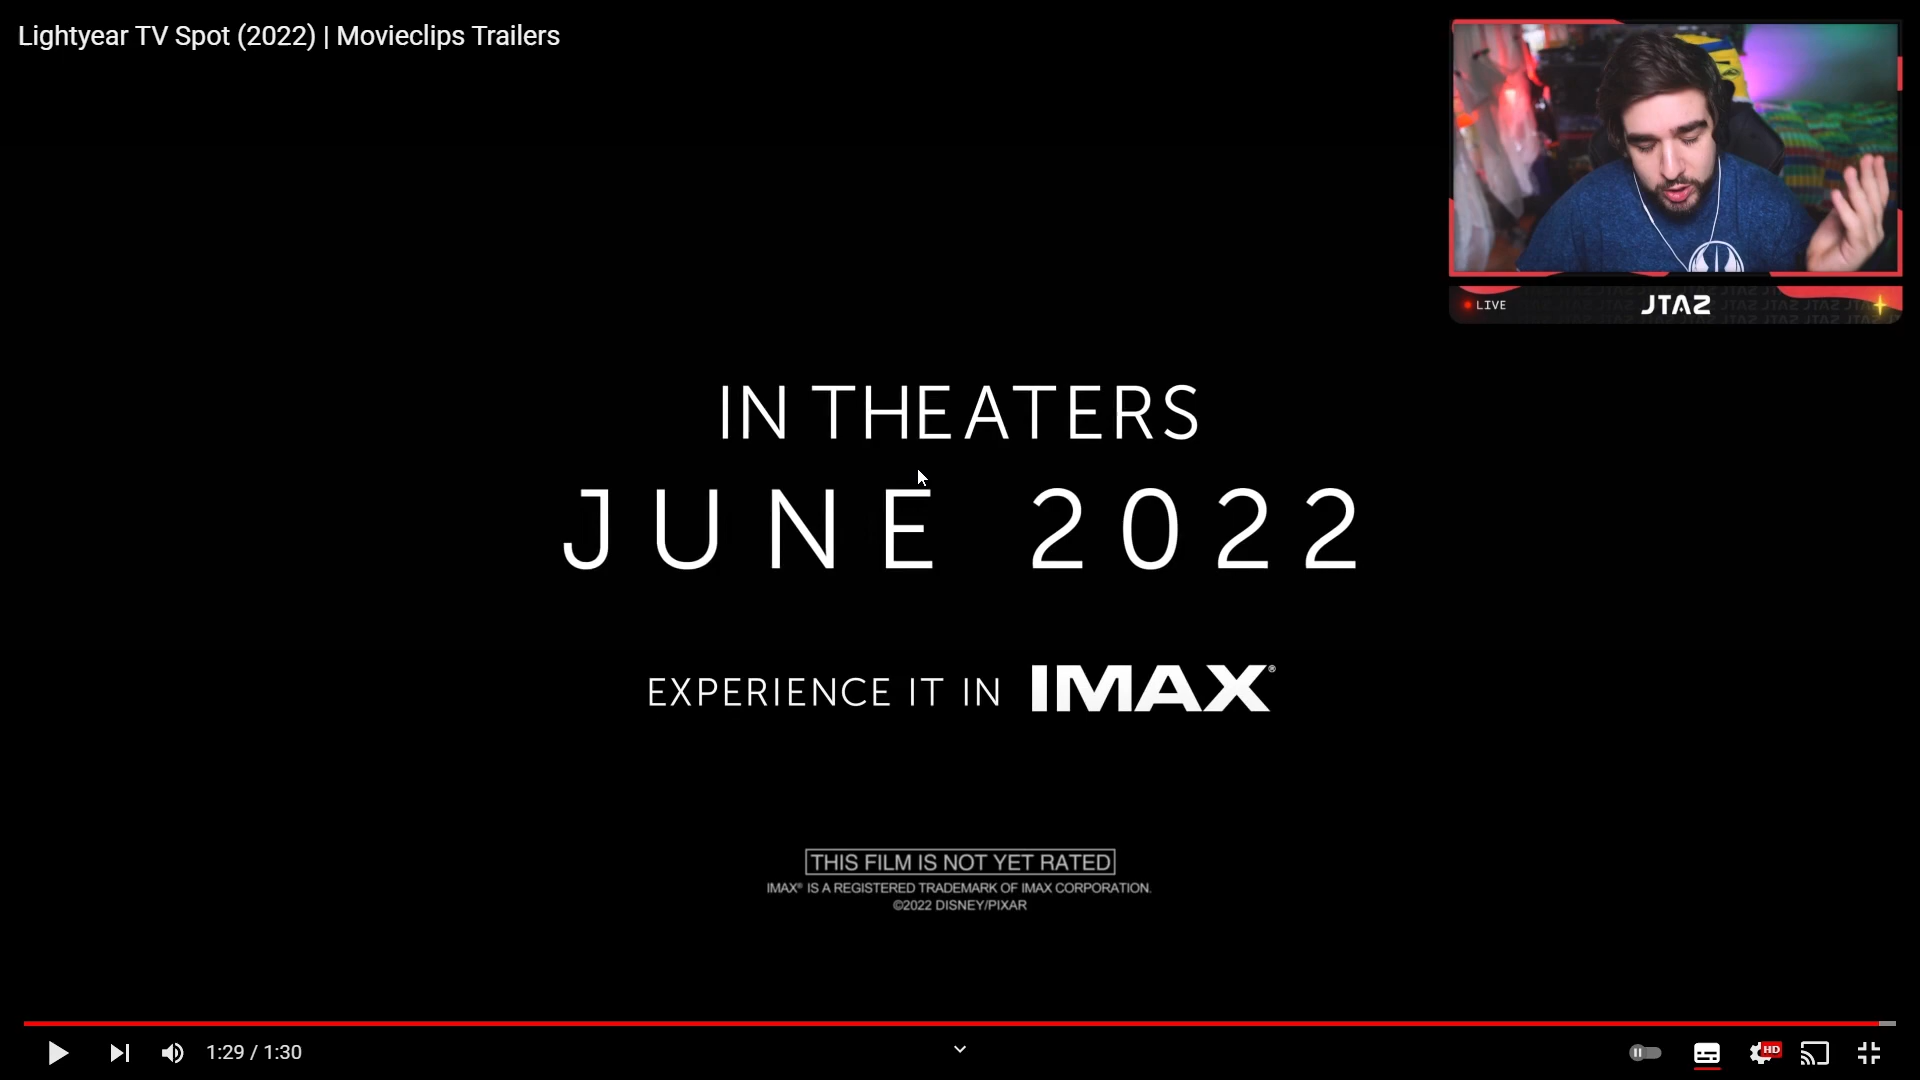 Lightyear TV Spot (2022) | Movieclips Trailers
LIVE
JTAS
IN THEATERS
JUNE 2022
EXPERIENCE IT IN IMAX®
THIS FILM IS NOT YET RATED
IMAX® IS A REGISTERED TRADEMARK OF IMAX CORPORATION.
©2022 DISNEY/PIXAR
1:29 / 1:30
HD